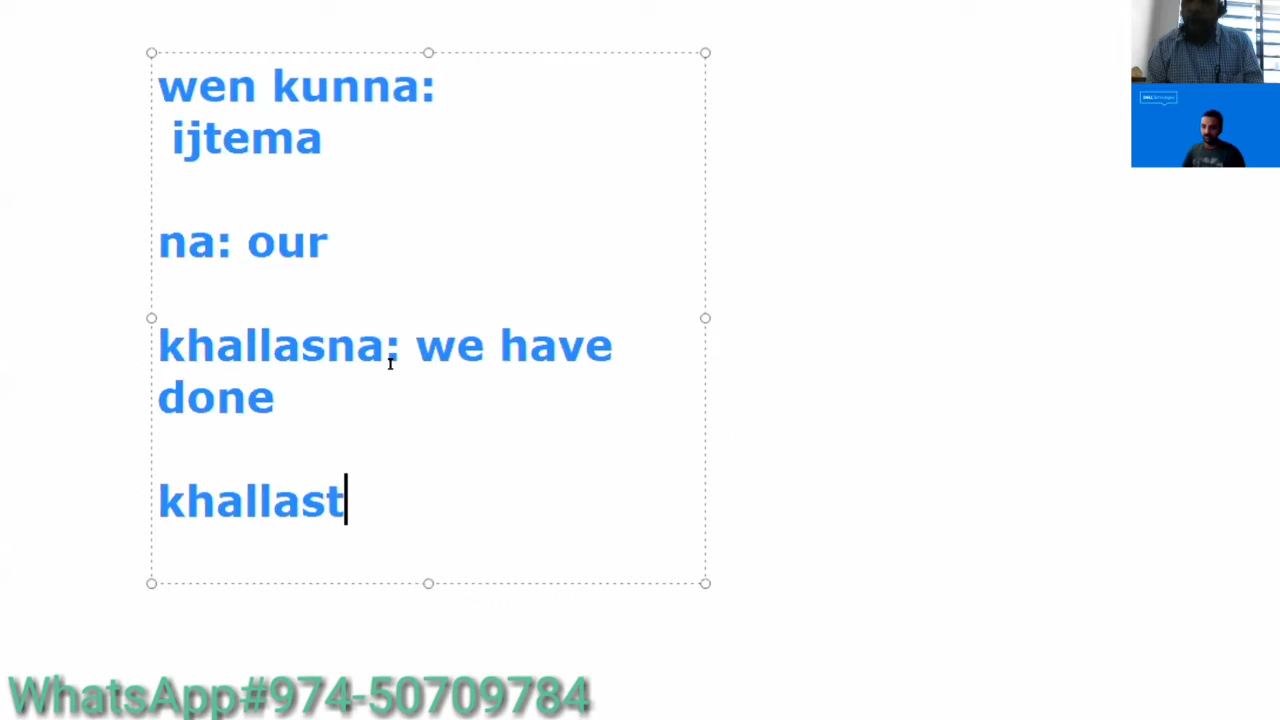 wen kunna:
ijtema
na: our
khallasna: we have
done
khallast
WhatsApp#974-50709784